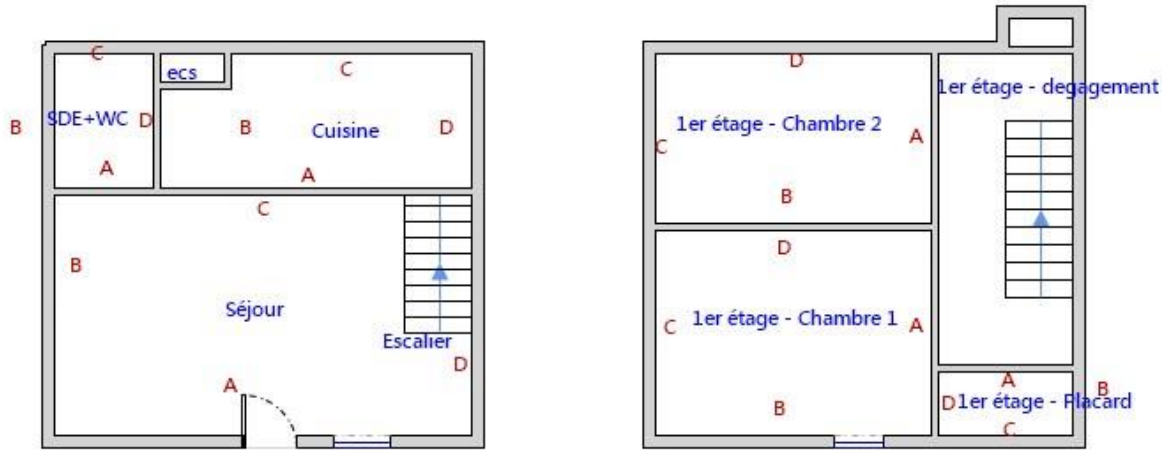 C
ecs
C
B
SDE+WC
D
B
Cuisine
D
A
A
C
B
Séjour
Escalier
D
A
D
1er étage - degagement
1er étage - Chambre 2
A
C
B
D
1er étage - Chambre 1
A
C
B
A
B
D
1er étage - Placard
C